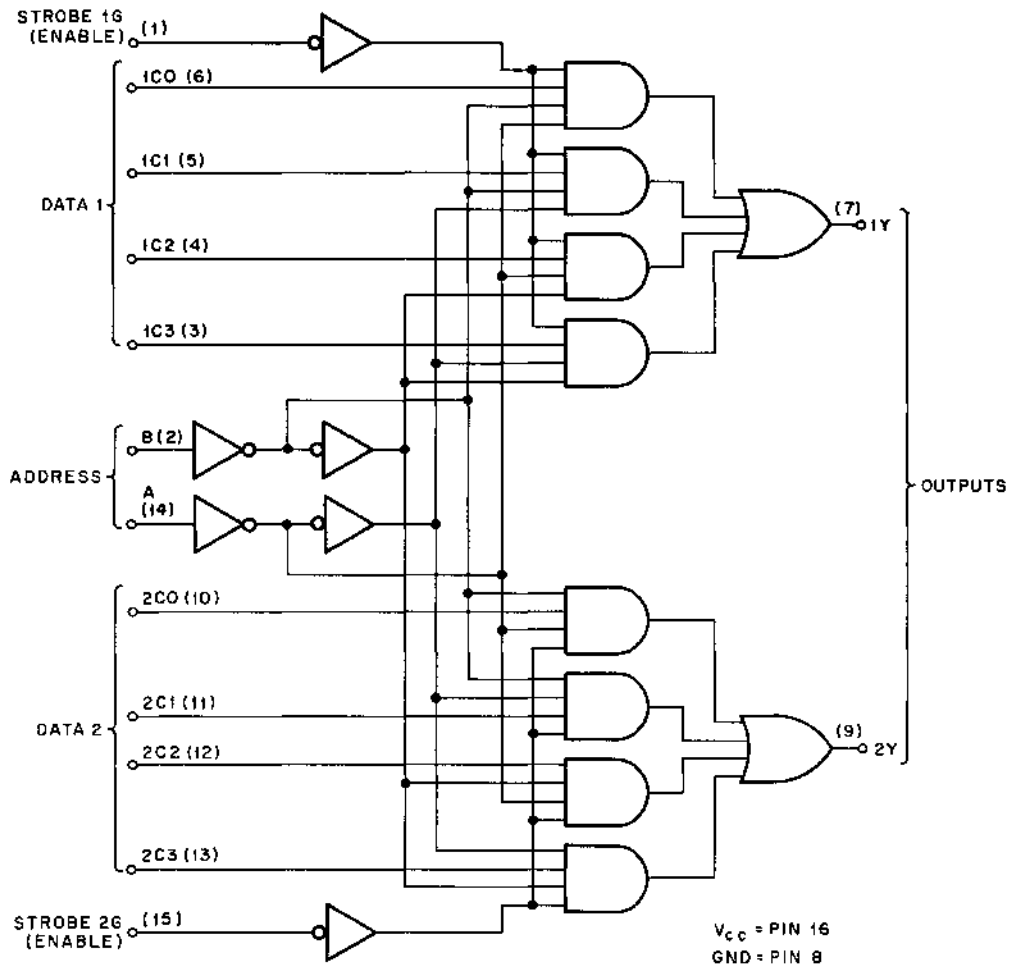 STROBE 1G
(ENABLE)
(1)
1C0 (6)
1C1 (5)
DATA 1
1C2 (4)
1C3 (3)
(7)
1Y
B(2)
ADDRESS
A
(14)
OUTPUTS
2C0 (10)
2C1 (11)
DATA 2
2C2 (12)
(9)
2Y
2C3 (13)
STROBE 2G
(ENABLE)
(15)
VCC = PIN 16
GND = PIN 8